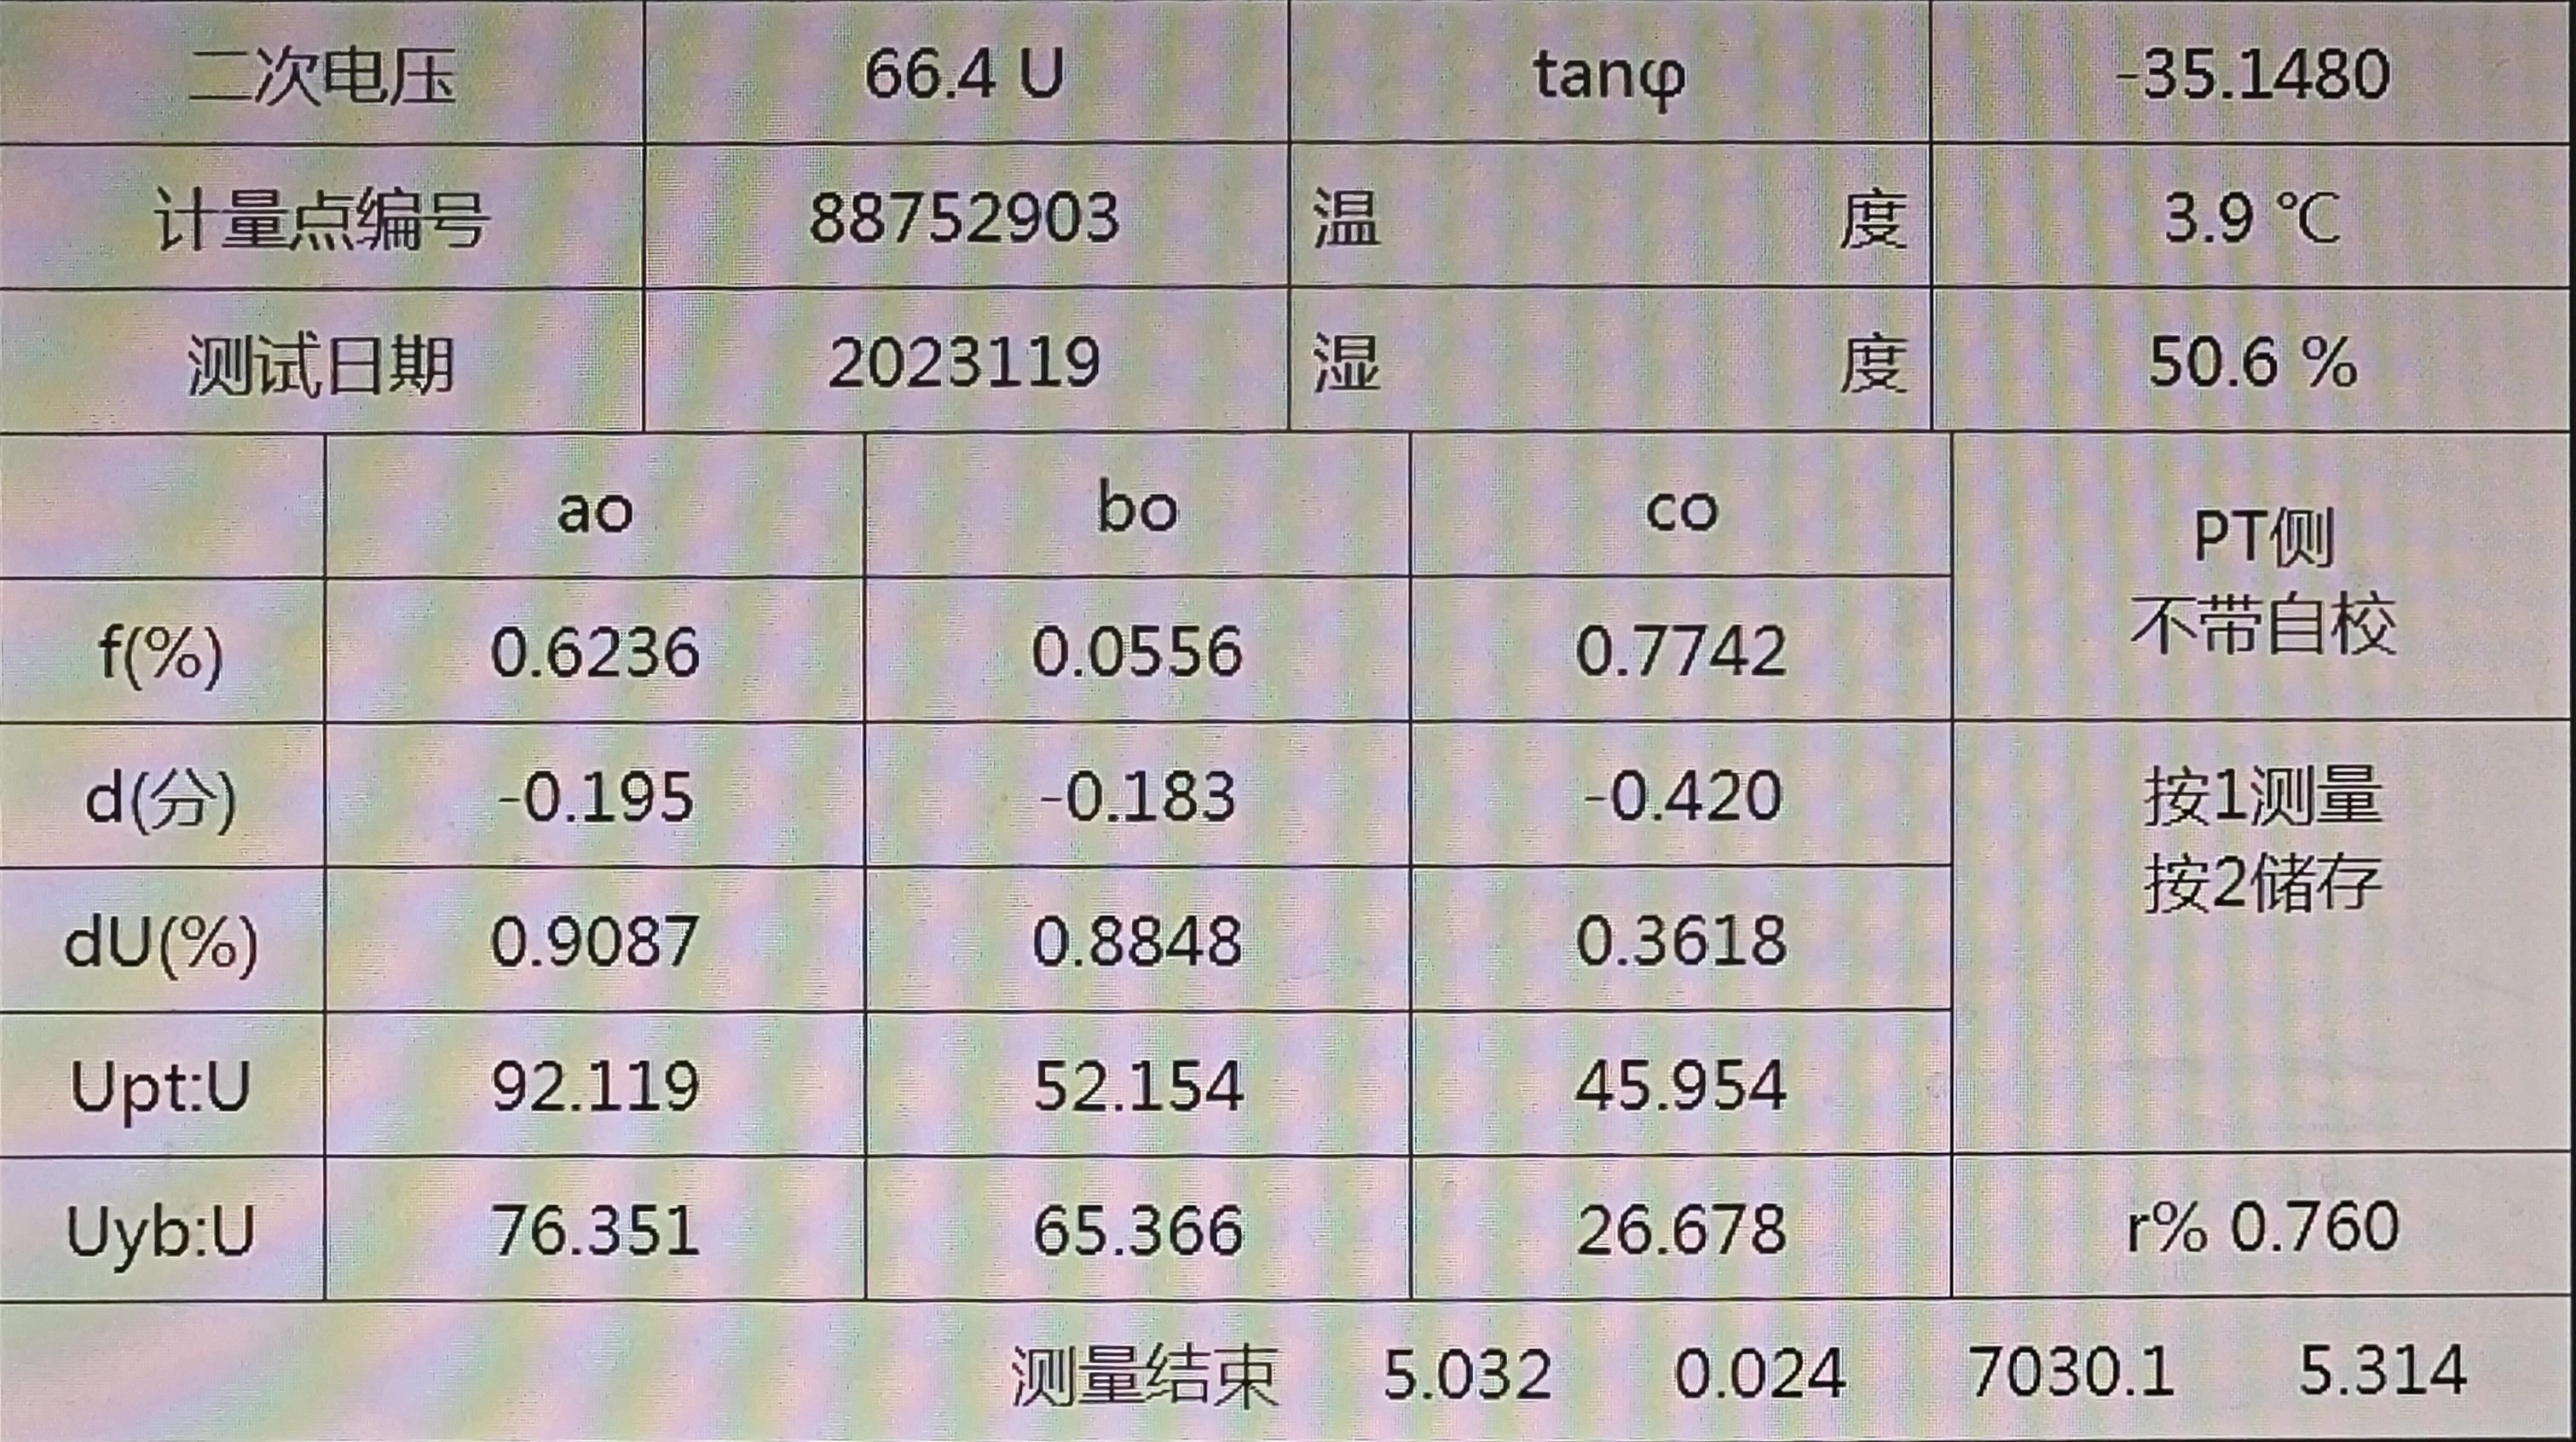 二次电压 66.4 U tanφ -35.1480
计量点编号 88752903 温 度 3.9 ℃
测试日期 2023119 湿 度 50.6 %
ao bo co
PT侧
不带自校
f(%) 0.6236 0.0556 0.7742
d(分) -0.195 -0.183 -0.420
按1测量
按2储存
dU(%) 0.9087 0.8848 0.3618
Upt:U 92.119 52.154 45.954
Uyb:U 76.351 65.366 26.678 r% 0.760
测量结束 5.032 0.024 7030.1 5.314